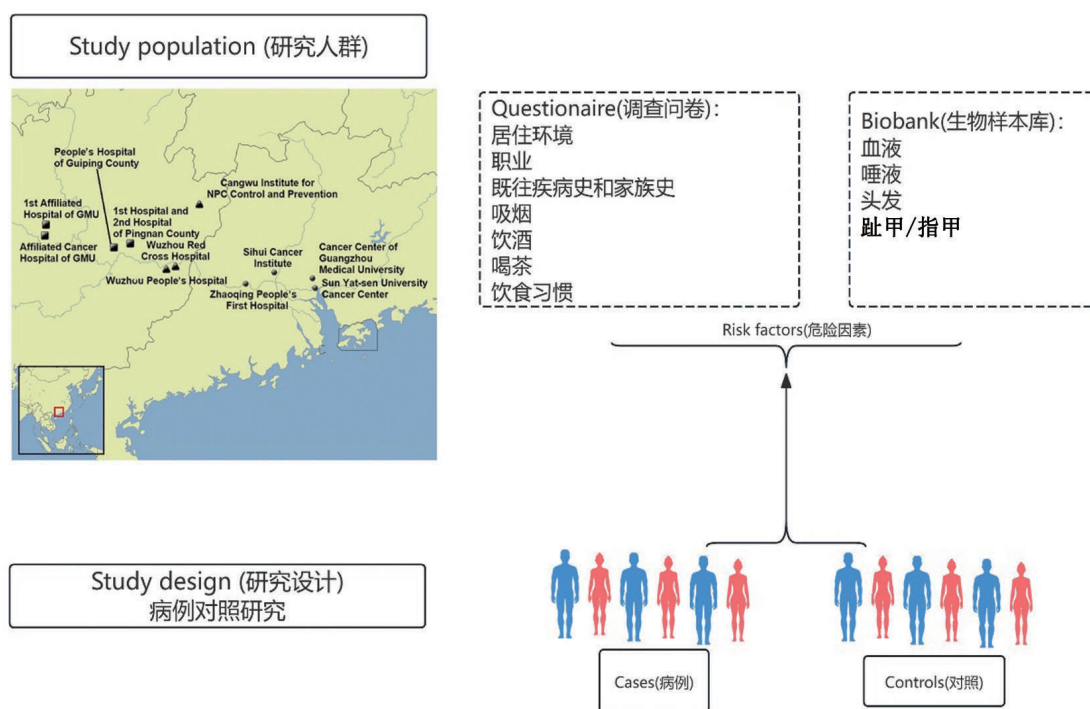 Study population (研究人群)
People's Hospital
of Guiping County
Cangwu Institute for
NPC Control and Prevention
1st Affiliated
Hospital of GMU
1st Hospital and
2nd Hospital
of Pingnan County
Affiliated Cancer
Hospital of GMU
Wuzhou Red
Cross Hospital
Wuzhou People's Hospital
Sihui Cancer
Institute
Cancer Center of
Guangzhou
Medical University
Sun Yat-sen University
Cancer Center
Zhaoqing People's
First Hospital
Questionaire(调查问卷):
居住环境
职业
既往疾病史和家族史
吸烟
饮酒
喝茶
饮食习惯
Biobank(生物样本库):
血液
唾液
头发
趾甲/指甲
Risk factors(危险因素)
Study design (研究设计)
病例对照研究
Cases(病例)
Controls(对照)